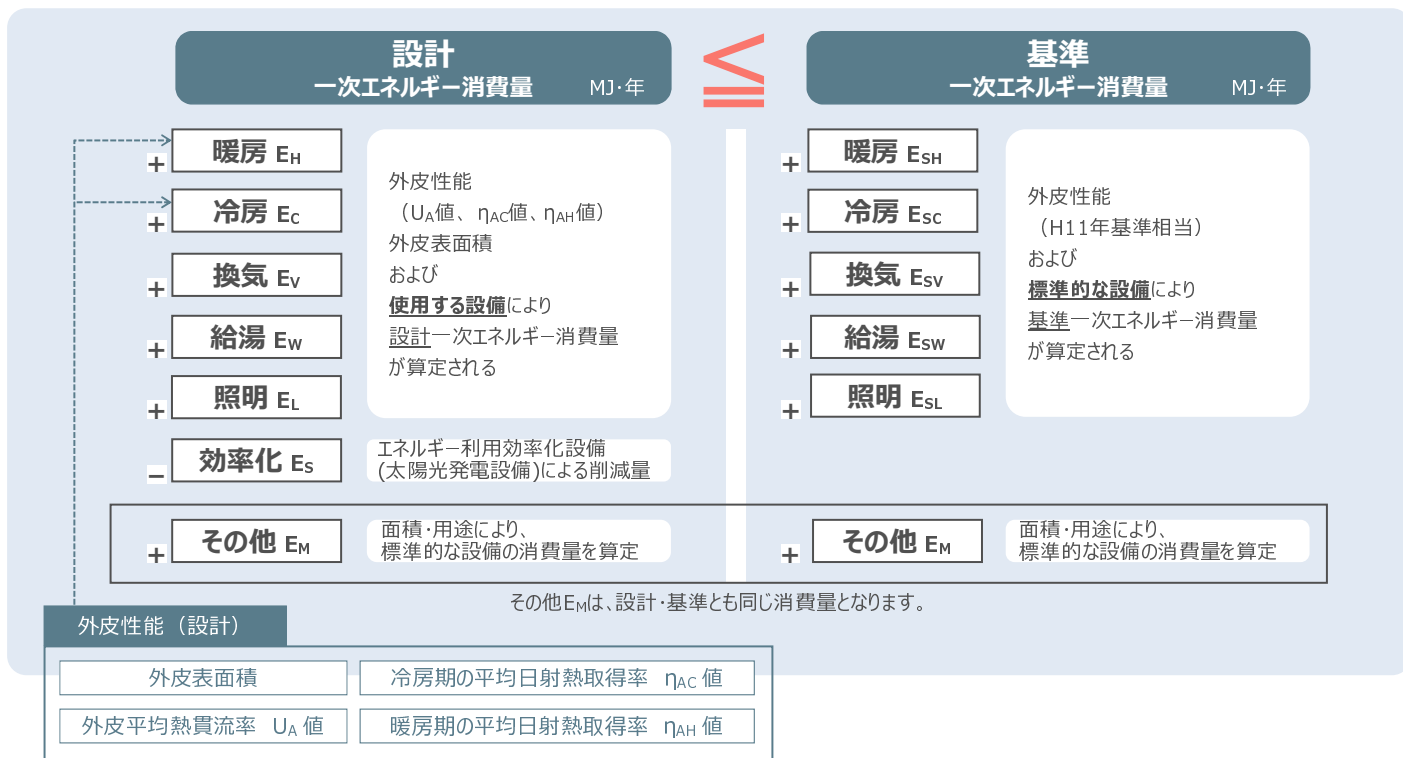 設計
一次エネルギー消費量 MJ・年
≦
基準
一次エネルギー消費量 MJ・年
+ 暖房 EH
+ 冷房 EC
+ 換気 EV
+ 給湯 EW
+ 照明 EL
− 効率化 ES
外皮性能
（UA値、ηAC値、ηAH値）
外皮表面積
および
使用する設備により
設計一次エネルギー消費量
が算定される
エネルギー利用効率化設備
(太陽光発電設備)による削減量
+ 暖房 ESH
+ 冷房 ESC
+ 換気 ESV
+ 給湯 ESW
+ 照明 ESL
外皮性能
（H11年基準相当）
および
標準的な設備により
基準一次エネルギー消費量
が算定される
+ その他 EM
面積・用途により、
標準的な設備の消費量を算定
+ その他 EM
面積・用途により、
標準的な設備の消費量を算定
その他EMは、設計・基準とも同じ消費量となります。
外皮性能（設計）
外皮表面積
冷房期の平均日射熱取得率 ηAC 値
外皮平均熱貫流率 UA 値
暖房期の平均日射熱取得率 ηAH 値